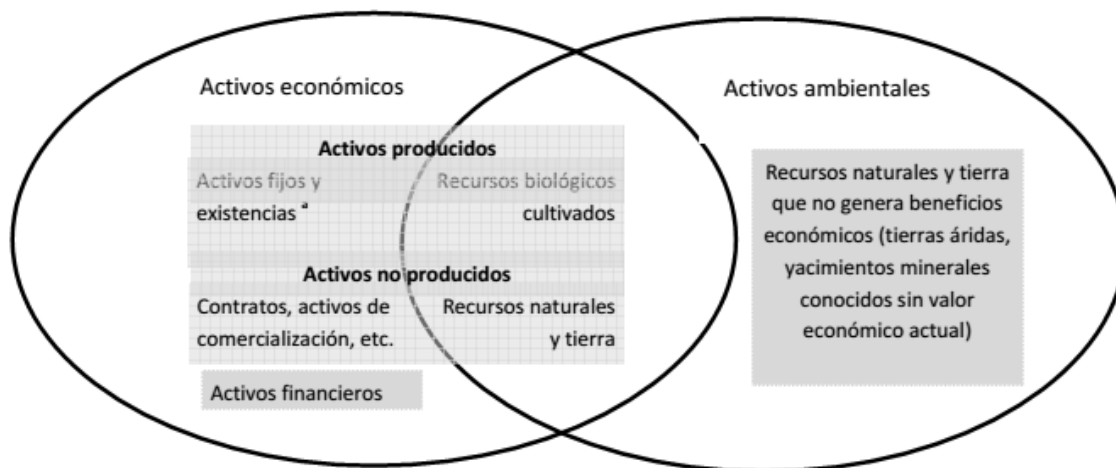 Activos económicos
Activos ambientales
Activos producidos
Activos fijos y
existencias ª
Recursos biológicos
cultivados
Activos no producidos
Contratos, activos de
comercialización, etc.
Recursos naturales
y tierra
Activos financieros
Recursos naturales y tierra
que no genera beneficios
económicos (tierras áridas,
yacimientos minerales
conocidos sin valor
económico actual)